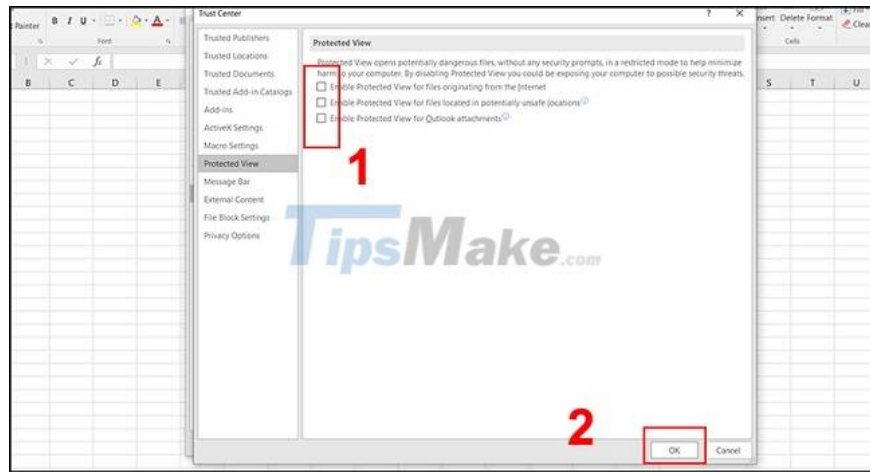 Trust Center
? X
Painter
B I U
A
Insert Delete Format
Fill
Clear
Font
Cells
fx
B C D E
S T U
Trusted Publishers
Trusted Locations
Trusted Documents
Trusted Add-in Catalogs
Add-ins
ActiveX Settings
Macro Settings
Protected View
Message Bar
External Content
File Block Settings
Privacy Options
Protected View
Protected View opens potentially dangerous files, without any security prompts, in a restricted mode to help minimize
harm to your computer. By disabling Protected View you could be exposing your computer to possible security threats.
Enable Protected View for files originating from the Internet
Enable Protected View for files located in potentially unsafe locations
Enable Protected View for Outlook attachments
1
TipsMake.com
2
OK Cancel